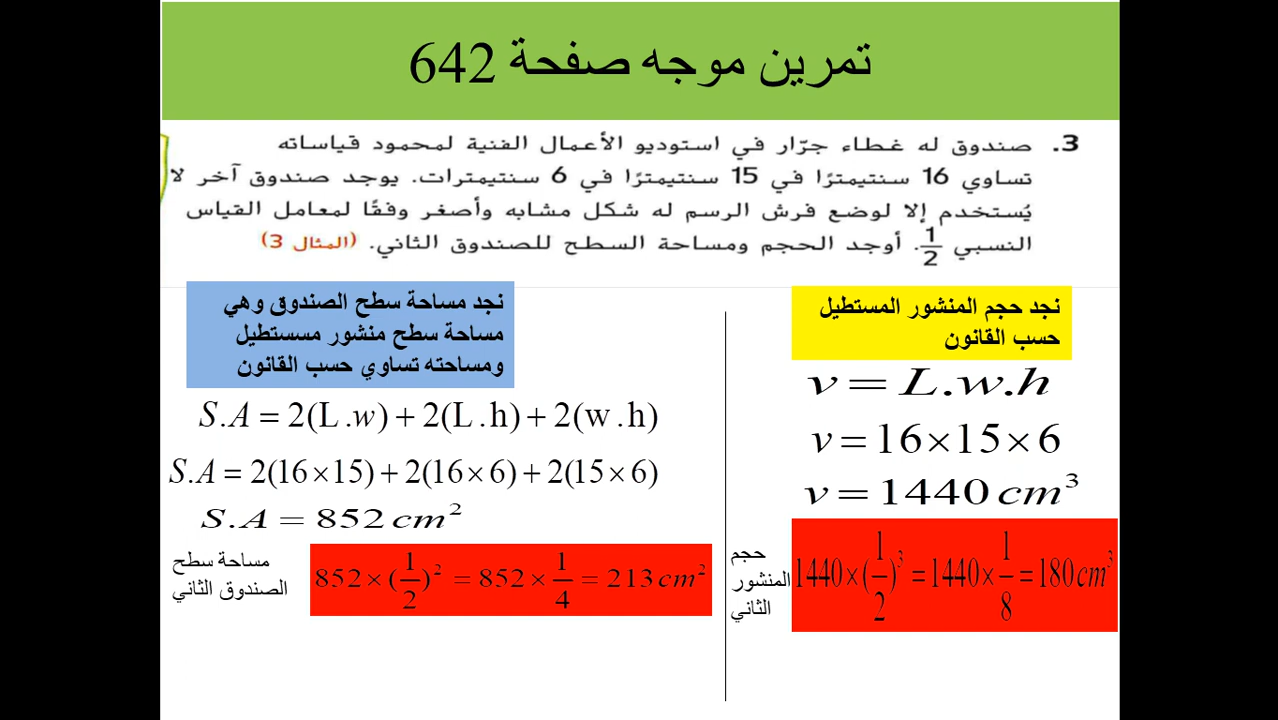 تمرين موجه صفحة 642
3. صندوق له غطاء جرّار في استوديو الأعمال الفنية لمحمود قياساته
تساوي 16 سنتيمترًا في 15 سنتيمترًا في 6 سنتيمترات. يوجد صندوق آخر لا
يُستخدم إلا لوضع فرش الرسم له شكل مشابه وأصغر وفقًا لمعامل القياس
النسبي 1/2. أوجد الحجم ومساحة السطح للصندوق الثاني. (المثال 3)
نجد حجم المنشور المستطيل
حسب القانون
v = L.w.h
v = 16×15×6
v = 1440 cm³
حجم
المنشور
الثاني
1440×(1/2)³ = 1440×1/8 = 180 cm³
نجد مساحة سطح الصندوق وهي
مساحة سطح منشور مسستطيل
ومساحته تساوي حسب القانون
S.A = 2(L.w) + 2(L.h) + 2(w.h)
S.A = 2(16×15) + 2(16×6) + 2(15×6)
S.A = 852 cm²
مساحة سطح
الصندوق الثاني
852 × (1/2)² = 852 × 1/4 = 213 cm²